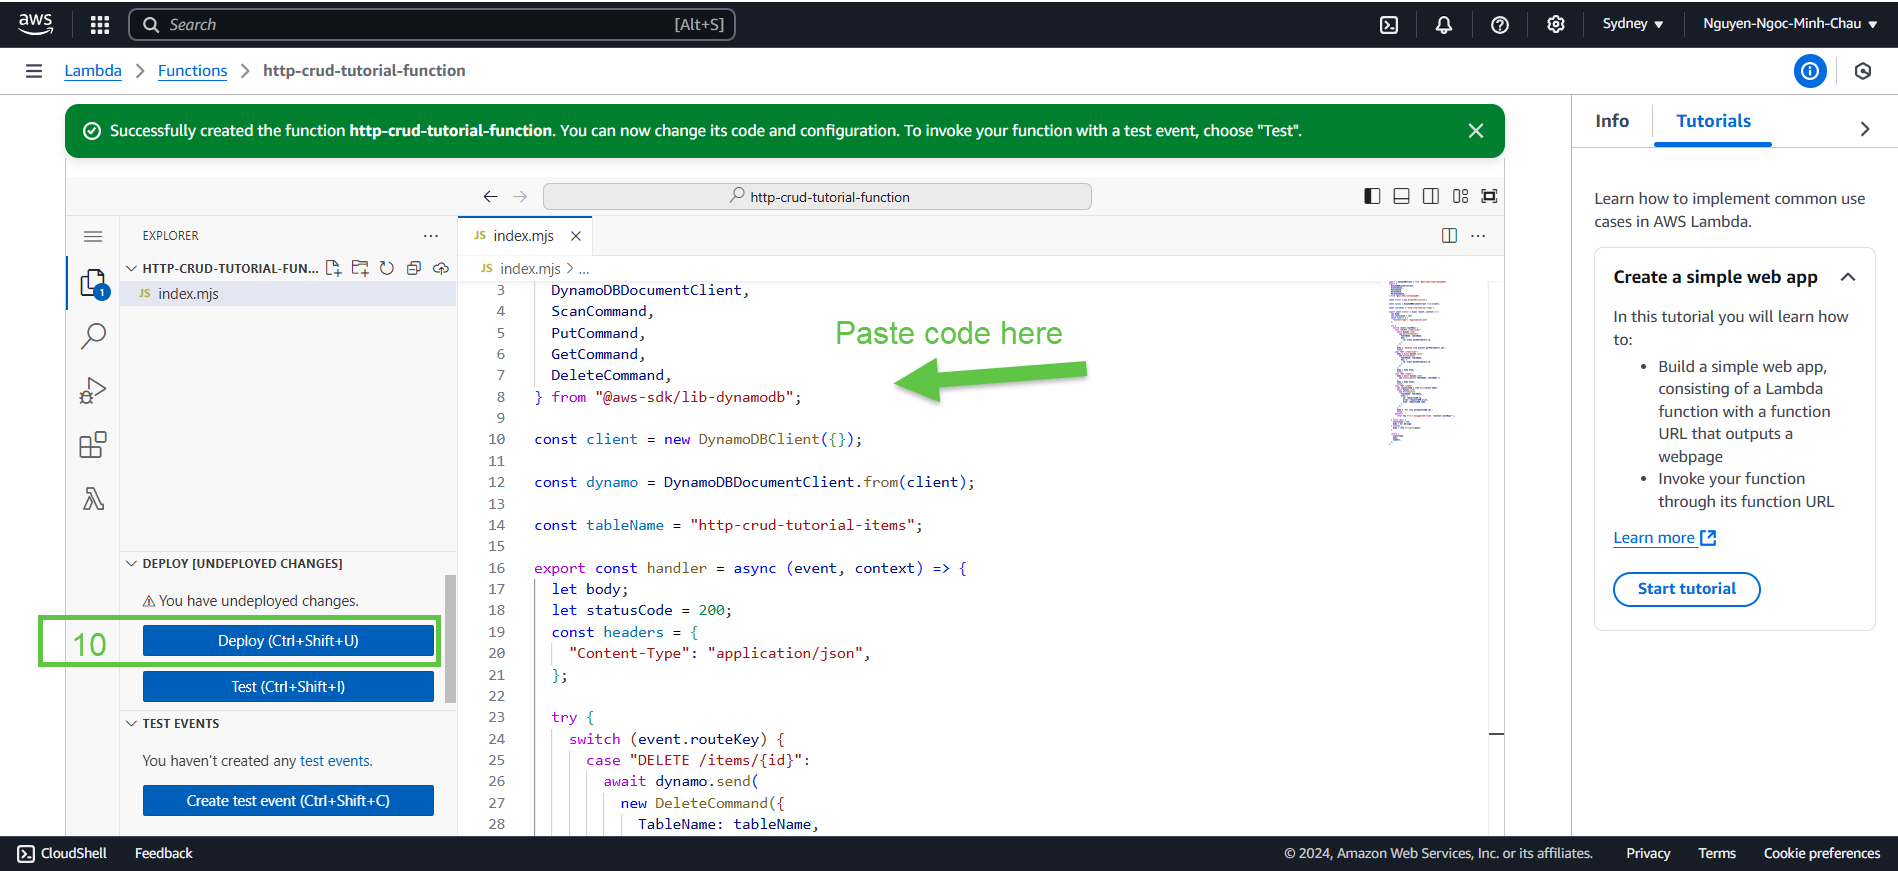 aws
Search [Alt+S]
Sydney ▼
Nguyen-Ngoc-Minh-Chau ▼
Lambda > Functions > http-crud-tutorial-function
Successfully created the function http-crud-tutorial-function. You can now change its code and configuration. To invoke your function with a test event, choose "Test".
http-crud-tutorial-function
EXPLORER
HTTP-CRUD-TUTORIAL-FUN...
JS index.mjs
1
DEPLOY [UNDEPLOYED CHANGES]
You have undeployed changes.
10
Deploy (Ctrl+Shift+U)
Test (Ctrl+Shift+I)
TEST EVENTS
You haven't created any test events.
Create test event (Ctrl+Shift+C)
JS index.mjs
JS index.mjs > ...
3 DynamoDBDocumentClient,
4 ScanCommand,
5 PutCommand,
6 GetCommand,
7 DeleteCommand,
8 } from "@aws-sdk/lib-dynamodb";
9
10 const client = new DynamoDBClient({});
11
12 const dynamo = DynamoDBDocumentClient.from(client);
13
14 const tableName = "http-crud-tutorial-items";
15
16 export const handler = async (event, context) => {
17 let body;
18 let statusCode = 200;
19 const headers = {
20 "Content-Type": "application/json",
21 };
22
23 try {
24 switch (event.routeKey) {
25 case "DELETE /items/{id}":
26 await dynamo.send(
27 new DeleteCommand({
28 TableName: tableName,
Paste code here
Info
Tutorials
Learn how to implement common use
cases in AWS Lambda.
Create a simple web app
In this tutorial you will learn how
to:
• Build a simple web app,
consisting of a Lambda
function with a function
URL that outputs a
webpage
• Invoke your function
through its function URL
Learn more
Start tutorial
CloudShell
Feedback
© 2024, Amazon Web Services, Inc. or its affiliates.
Privacy
Terms
Cookie preferences